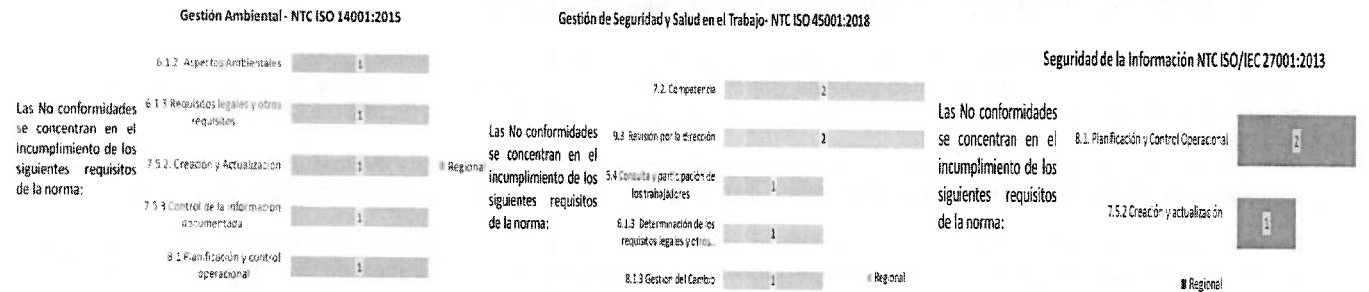 Gestión Ambiental - NTC ISO 14001:2015
Las No conformidades
se concentran en el
incumplimiento de los
siguientes requisitos
de la norma:
6.1.2 Aspectos Ambientales
1
6.1.3 Requisitos legales y otros
requisitos
1
7.5.2. Creación y Actualización
1
7.5.3 Control de la información
documentada
1
8.1 Planificación y control
operacional
1
Regional
Gestión de Seguridad y Salud en el Trabajo- NTC ISO 45001:2018
Las No conformidades
se concentran en el
incumplimiento de los
siguientes requisitos
de la norma:
7.2. Competencia
2
9.3 Revisión por la dirección
2
5.4 Consulta y participación de
los trabajadores
1
6.1.3 Determinación de los
requisitos legales y otros...
1
8.1.3 Gestion del Cambio
1
Regional
Seguridad de la Información NTC ISO/IEC 27001:2013
Las No conformidades
se concentran en el
incumplimiento de los
siguientes requisitos
de la norma:
8.1. Planificación y Control Operacional
2
7.5.2 Creación y actualización
1
Regional